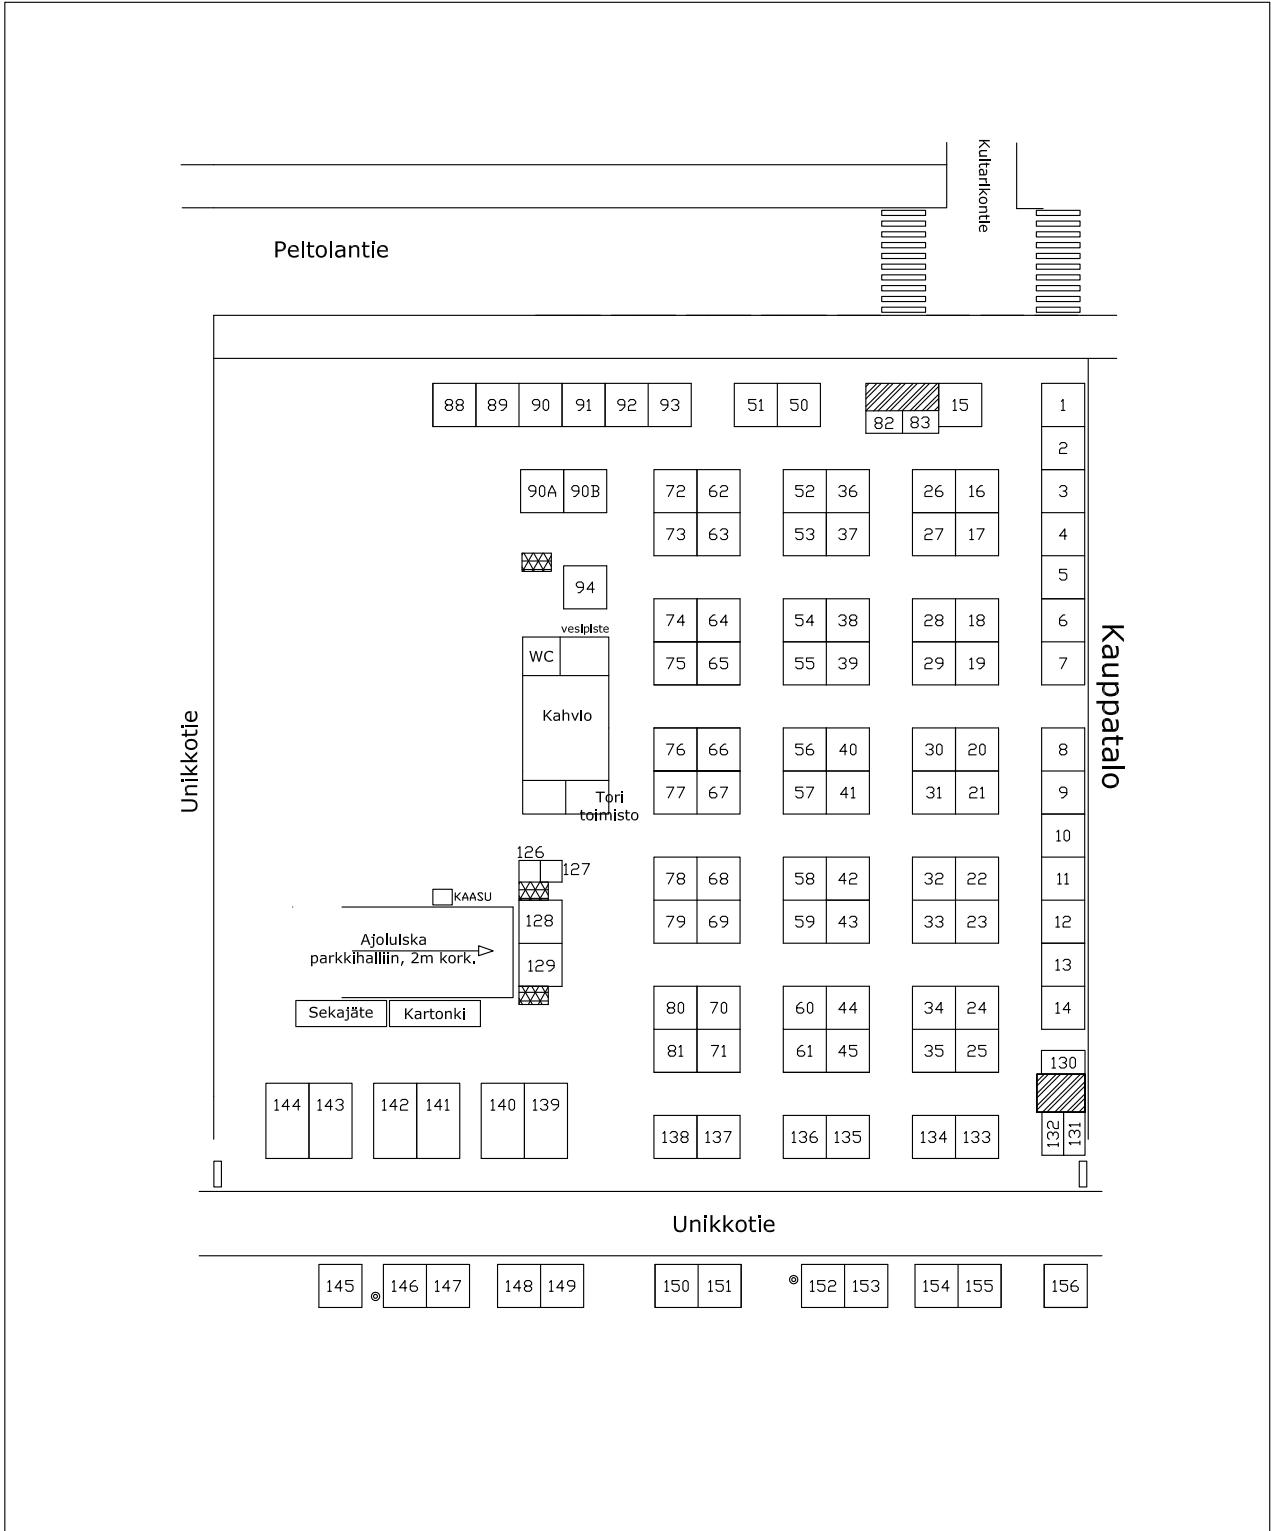 Kultarikontie
Peltolantie
88 89 90 91 92 93 51 50 15 1
82 83
2
90A 90B 72 62 52 36 26 16 3
73 63 53 37 27 17 4
94 5
vesipiste
74 64 54 38 28 18 6
WC 75 65 55 39 29 19 7
Kauppatalo
Kahvio
Unikkotie
76 66 56 40 30 20 8
Tori
toimisto
77 67 57 41 31 21 9
10
126
127
78 68 58 42 32 22 11
KAASU
128 79 69 59 43 33 23 12
Ajoluiska
parkkihalliin, 2m kork.
129 13
Sekajäte Kartonki
80 70 60 44 34 24 14
81 71 61 45 35 25
130
144 143 142 141 140 139
138 137 136 135 134 133 132 131
Unikkotie
145 146 147 148 149 150 151 152 153 154 155 156